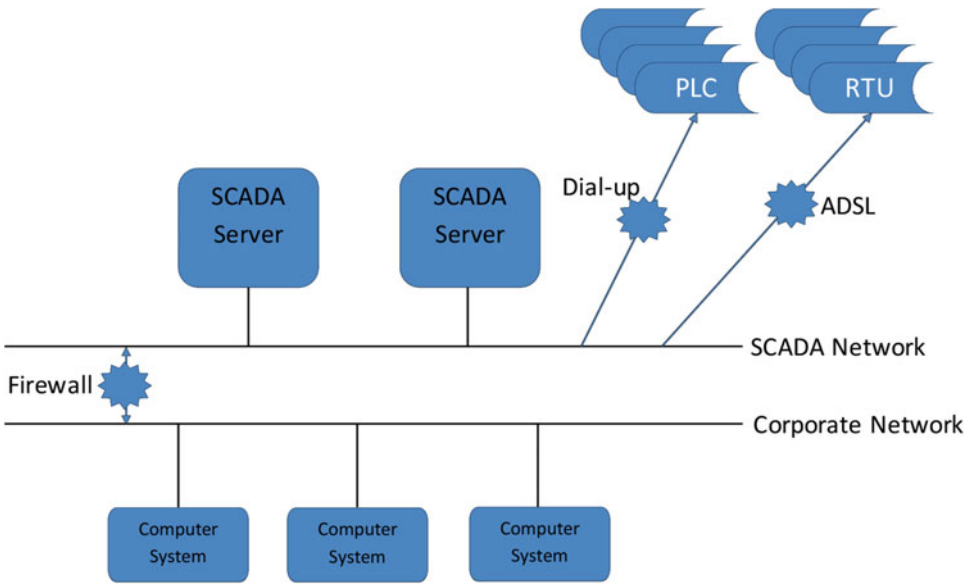 PLC
RTU
SCADA
Server
SCADA
Server
Dial-up
ADSL
SCADA Network
Firewall
Corporate Network
Computer
System
Computer
System
Computer
System